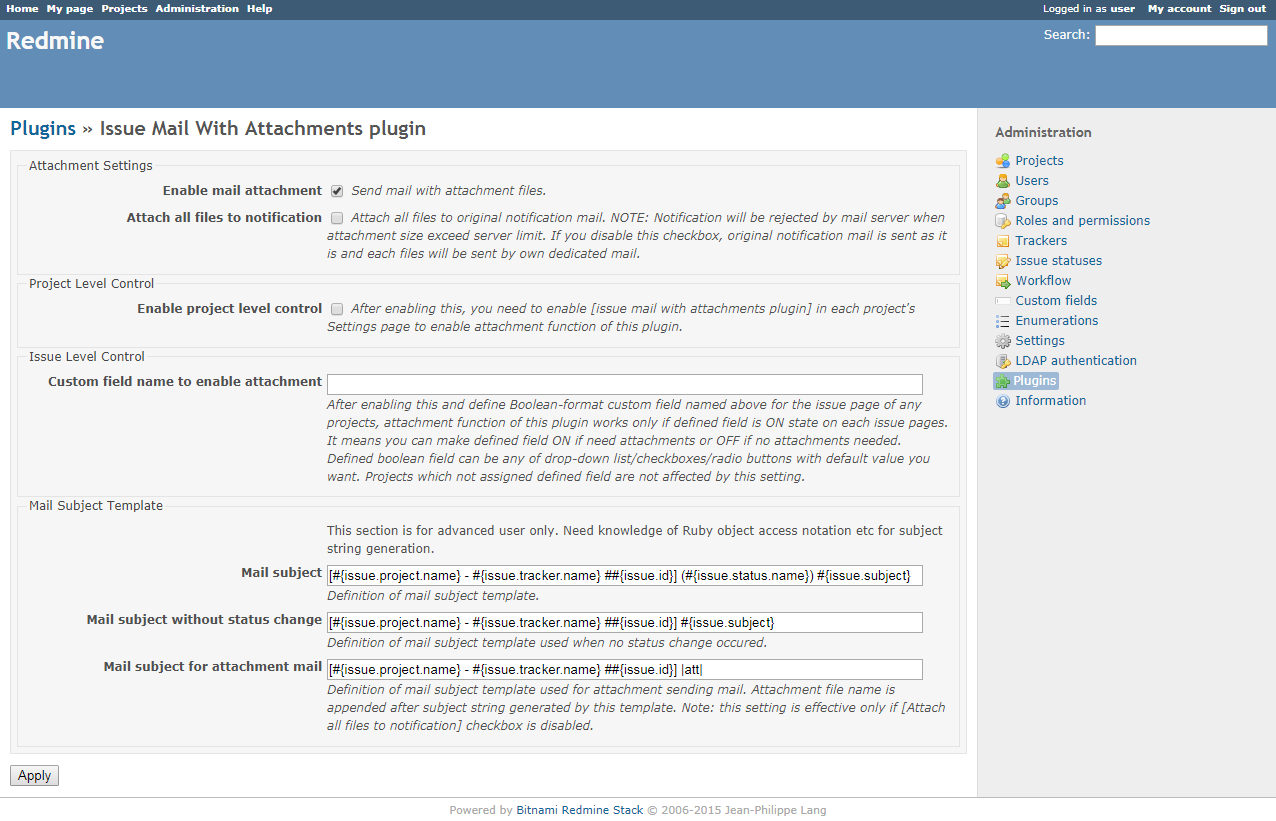 Home My page Projects Administration Help
Logged in as user My account Sign out
Redmine
Search:
Plugins » Issue Mail With Attachments plugin
Attachment Settings
Enable mail attachment Send mail with attachment files.
Attach all files to notification Attach all files to original notification mail. NOTE: Notification will be rejected by mail server when
attachment size exceed server limit. If you disable this checkbox, original notification mail is sent as it
is and each files will be sent by own dedicated mail.
Project Level Control
Enable project level control After enabling this, you need to enable [issue mail with attachments plugin] in each project's
Settings page to enable attachment function of this plugin.
Issue Level Control
Custom field name to enable attachment
After enabling this and define Boolean-format custom field named above for the issue page of any
projects, attachment function of this plugin works only if defined field is ON state on each issue pages.
It means you can make defined field ON if need attachments or OFF if no attachments needed.
Defined boolean field can be any of drop-down list/checkboxes/radio buttons with default value you
want. Projects which not assigned defined field are not affected by this setting.
Mail Subject Template
This section is for advanced user only. Need knowledge of Ruby object access notation etc for subject
string generation.
Mail subject [#{issue.project.name} - #{issue.tracker.name} ##{issue.id}] (#{issue.status.name}) #{issue.subject}
Definition of mail subject template.
Mail subject without status change [#{issue.project.name} - #{issue.tracker.name} ##{issue.id}] #{issue.subject}
Definition of mail subject template used when no status change occured.
Mail subject for attachment mail [#{issue.project.name} - #{issue.tracker.name} ##{issue.id}] |att|
Definition of mail subject template used for attachment sending mail. Attachment file name is
appended after subject string generated by this template. Note: this setting is effective only if [Attach
all files to notification] checkbox is disabled.
Apply
Administration
Projects
Users
Groups
Roles and permissions
Trackers
Issue statuses
Workflow
Custom fields
Enumerations
Settings
LDAP authentication
Plugins
Information
Powered by Bitnami Redmine Stack © 2006-2015 Jean-Philippe Lang